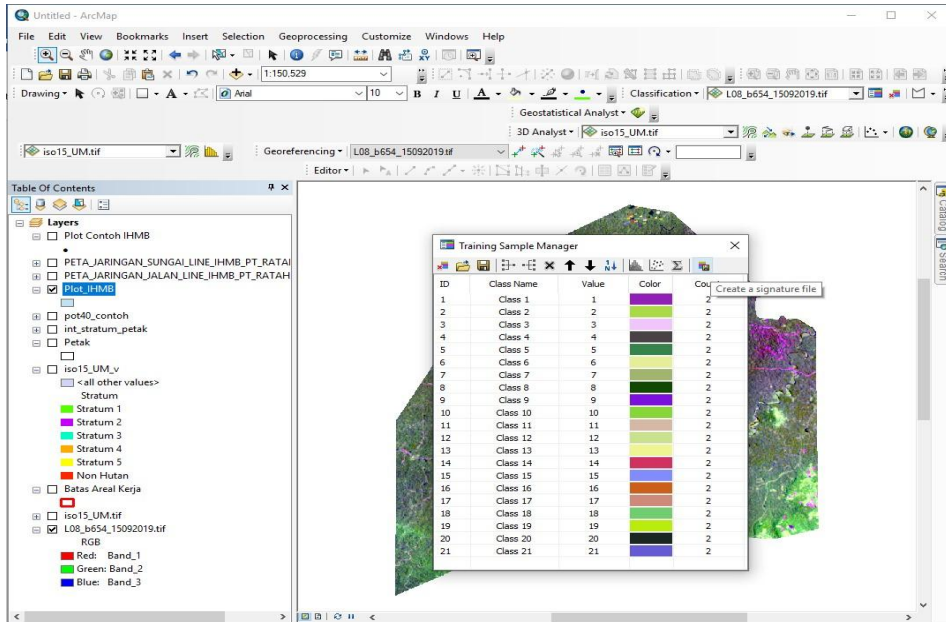 Untitled - ArcMap
File Edit View Bookmarks Insert Selection Geoprocessing Customize Windows Help
1:150.529
Drawing
Arial
10
B I U A
Classification
L08_b654_15092019.tif
Geostatistical Analyst
3D Analyst
iso15_UM.tif
iso15_UM.tif
Georeferencing
L08_b654_15092019.tif
Editor
Table Of Contents
Layers
Plot Contoh IHMB
PETA_JARINGAN_SUNGAI_LINE_IHMB_PT_RATAI
PETA_JARINGAN_JALAN_LINE_IHMB_PT_RATAH
Plot_IHMB
pot40_contoh
int_stratum_petak
Petak
iso15_UM_v
<all other values>
Stratum
Stratum 1
Stratum 2
Stratum 3
Stratum 4
Stratum 5
Non Hutan
Batas Areal Kerja
iso15_UM.tif
L08_b654_15092019.tif
RGB
Red: Band_1
Green: Band_2
Blue: Band_3
Training Sample Manager
ID Class Name Value Color Cou
Create a signature file
1 Class 1 1 2
2 Class 2 2 2
3 Class 3 3 2
4 Class 4 4 2
5 Class 5 5 2
6 Class 6 6 2
7 Class 7 7 2
8 Class 8 8 2
9 Class 9 9 2
10 Class 10 10 2
11 Class 11 11 2
12 Class 12 12 2
13 Class 13 13 2
14 Class 14 14 2
15 Class 15 15 2
16 Class 16 16 2
17 Class 17 17 2
18 Class 18 18 2
19 Class 19 19 2
20 Class 20 20 2
21 Class 21 21 2
Catalog
Search